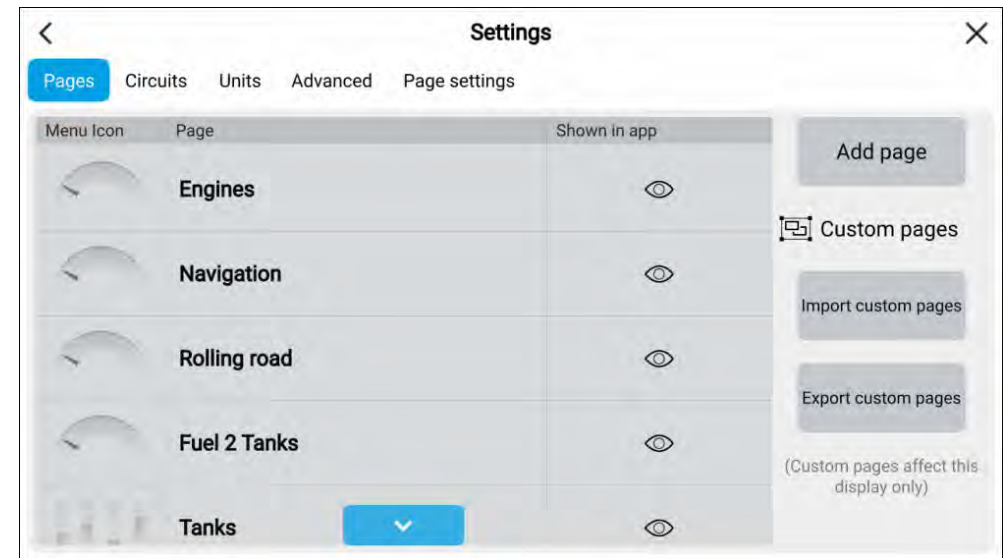 Settings
Pages Circuits Units Advanced Page settings
Menu Icon Page Shown in app
Engines
Navigation
Rolling road
Fuel 2 Tanks
Tanks
Add page
Custom pages
Import custom pages
Export custom pages
(Custom pages affect this
display only)